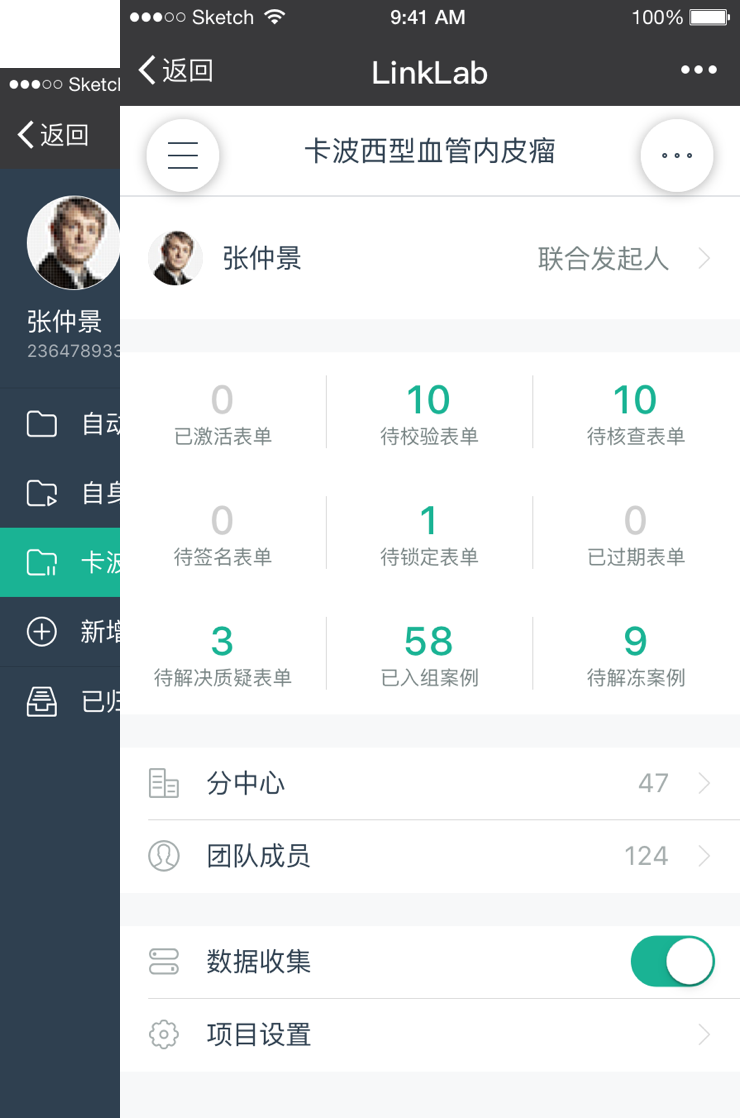 Sketch
9:41 AM
100%
返回
LinkLab
卡波西型血管内皮瘤
张仲景
联合发起人
0
10
10
已激活表单
待校验表单
待核查表单
0
1
0
待签名表单
待锁定表单
已过期表单
3
58
9
待解决质疑表单
已入组案例
待解冻案例
分中心
47
团队成员
124
数据收集
项目设置
Sketc
返回
张仲景
23647893
自
自身
卡波
新增
已归